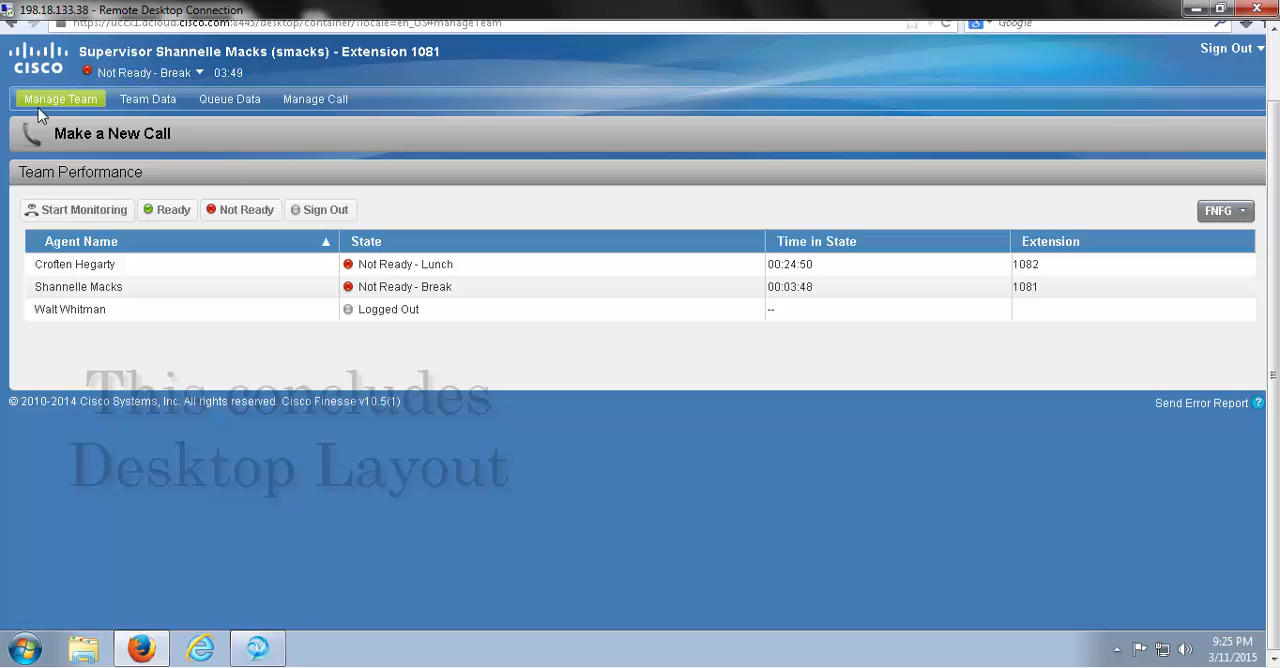 198.18.133.38 - Remote Desktop Connection
https://uccx1.dcloud.cisco.com:8445/desktop/container/?locale=en_US#manageTeam
Google
Supervisor Shannelle Macks (smacks) - Extension 1081
Sign Out
CISCO
Not Ready - Break 03:49
Manage Team Team Data Queue Data Manage Call
Make a New Call
Team Performance
Start Monitoring Ready Not Ready Sign Out FNFG
Agent Name State Time in State Extension
Croften Hegarty Not Ready - Lunch 00:24:50 1082
Shannelle Macks Not Ready - Break 00:03:48 1081
Walt Whitman Logged Out --
This concludes
© 2010-2014 Cisco Systems, Inc. All rights reserved. Cisco Finesse v10.5(1)
Send Error Report ?
Desktop Layout
9:25 PM
3/11/2015